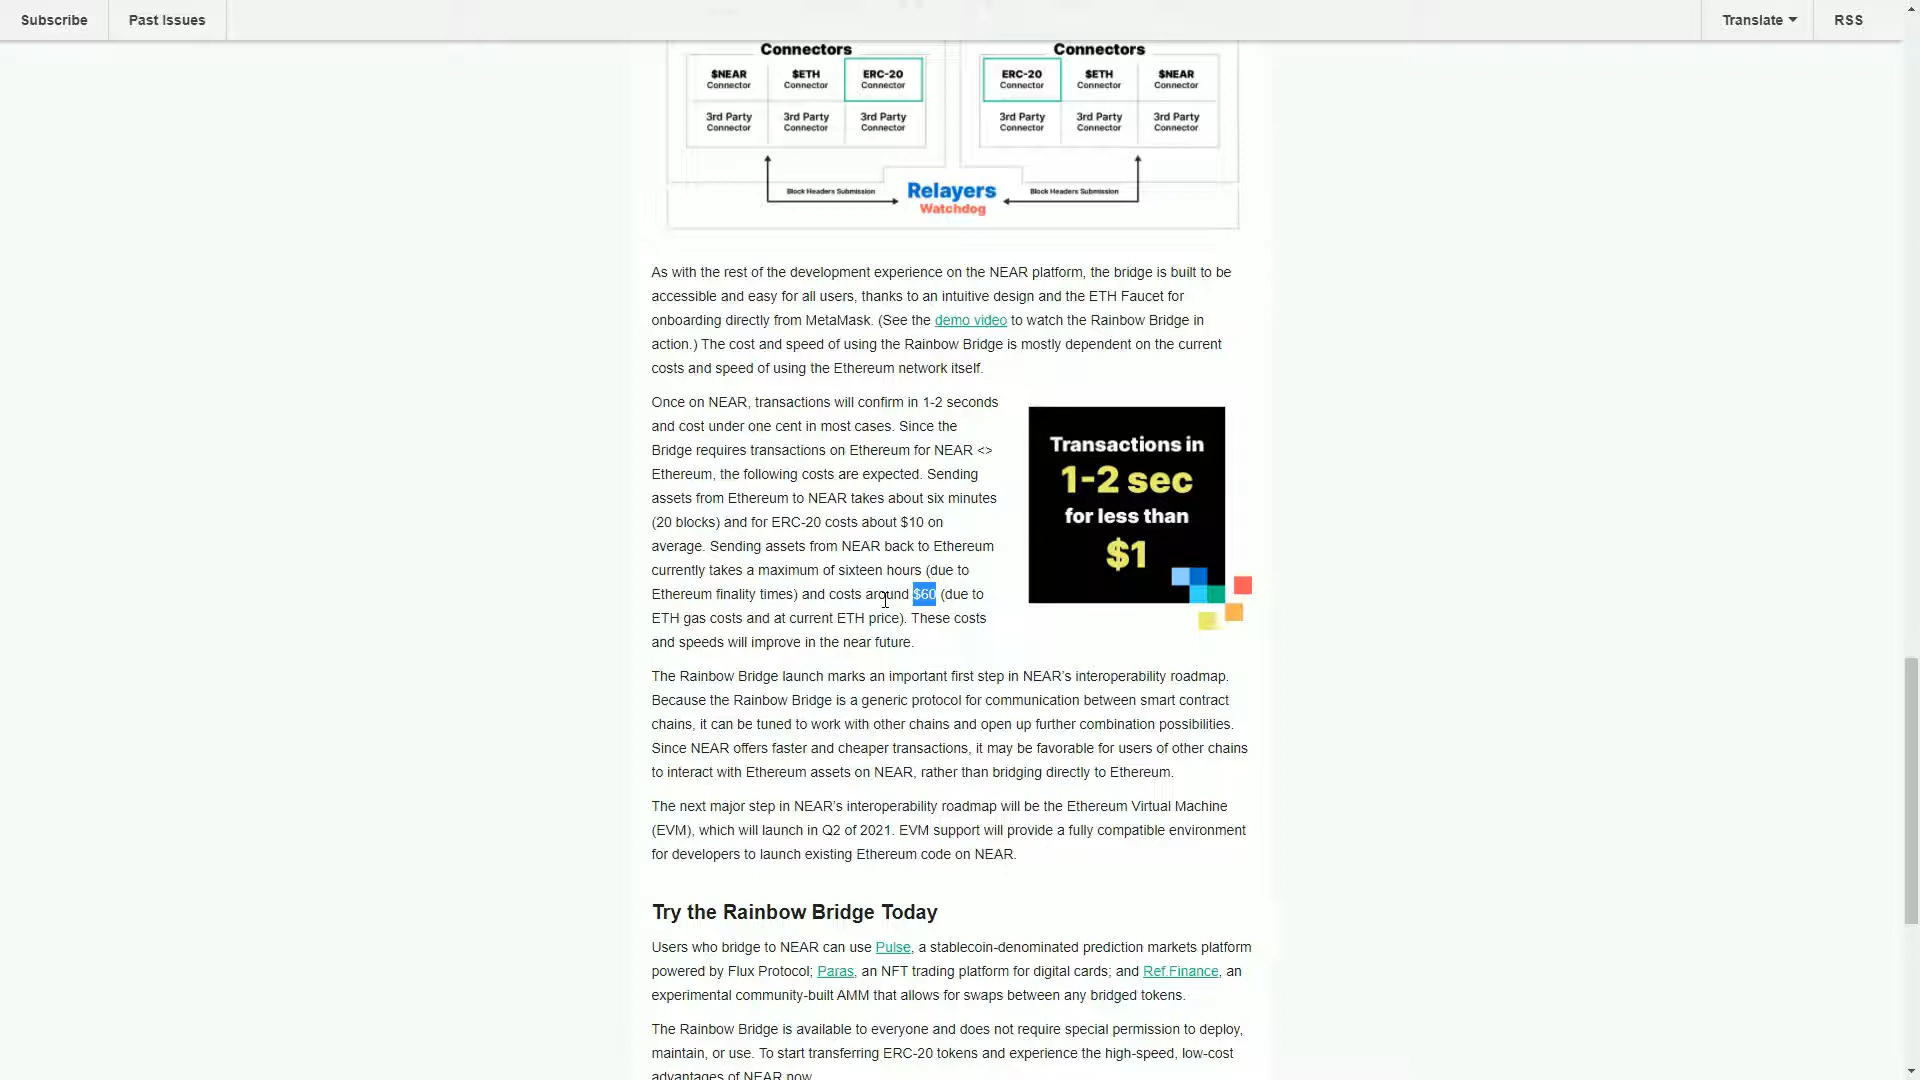 Subscribe
Past Issues
Translate
RSS
Connectors
Connectors
$NEAR
Connector
$ETH
Connector
ERC-20
Connector
ERC-20
Connector
$ETH
Connector
$NEAR
Connector
3rd Party
Connector
3rd Party
Connector
3rd Party
Connector
3rd Party
Connector
3rd Party
Connector
3rd Party
Connector
Block Headers Submission
Relayers
Watchdog
Block Headers Submission
As with the rest of the development experience on the NEAR platform, the bridge is built to be
accessible and easy for all users, thanks to an intuitive design and the ETH Faucet for
onboarding directly from MetaMask. (See the demo video to watch the Rainbow Bridge in
action.) The cost and speed of using the Rainbow Bridge is mostly dependent on the current
costs and speed of using the Ethereum network itself.
Once on NEAR, transactions will confirm in 1-2 seconds
and cost under one cent in most cases. Since the
Bridge requires transactions on Ethereum for NEAR <>
Ethereum, the following costs are expected. Sending
assets from Ethereum to NEAR takes about six minutes
(20 blocks) and for ERC-20 costs about $10 on
average. Sending assets from NEAR back to Ethereum
currently takes a maximum of sixteen hours (due to
Ethereum finality times) and costs around $60 (due to
ETH gas costs and at current ETH price). These costs
and speeds will improve in the near future.
Transactions in
1-2 sec
for less than
$1
The Rainbow Bridge launch marks an important first step in NEAR’s interoperability roadmap.
Because the Rainbow Bridge is a generic protocol for communication between smart contract
chains, it can be tuned to work with other chains and open up further combination possibilities.
Since NEAR offers faster and cheaper transactions, it may be favorable for users of other chains
to interact with Ethereum assets on NEAR, rather than bridging directly to Ethereum.
The next major step in NEAR’s interoperability roadmap will be the Ethereum Virtual Machine
(EVM), which will launch in Q2 of 2021. EVM support will provide a fully compatible environment
for developers to launch existing Ethereum code on NEAR.
Try the Rainbow Bridge Today
Users who bridge to NEAR can use Pulse, a stablecoin-denominated prediction markets platform
powered by Flux Protocol; Paras, an NFT trading platform for digital cards; and Ref.Finance, an
experimental community-built AMM that allows for swaps between any bridged tokens.
The Rainbow Bridge is available to everyone and does not require special permission to deploy,
maintain, or use. To start transferring ERC-20 tokens and experience the high-speed, low-cost
advantages of NEAR now